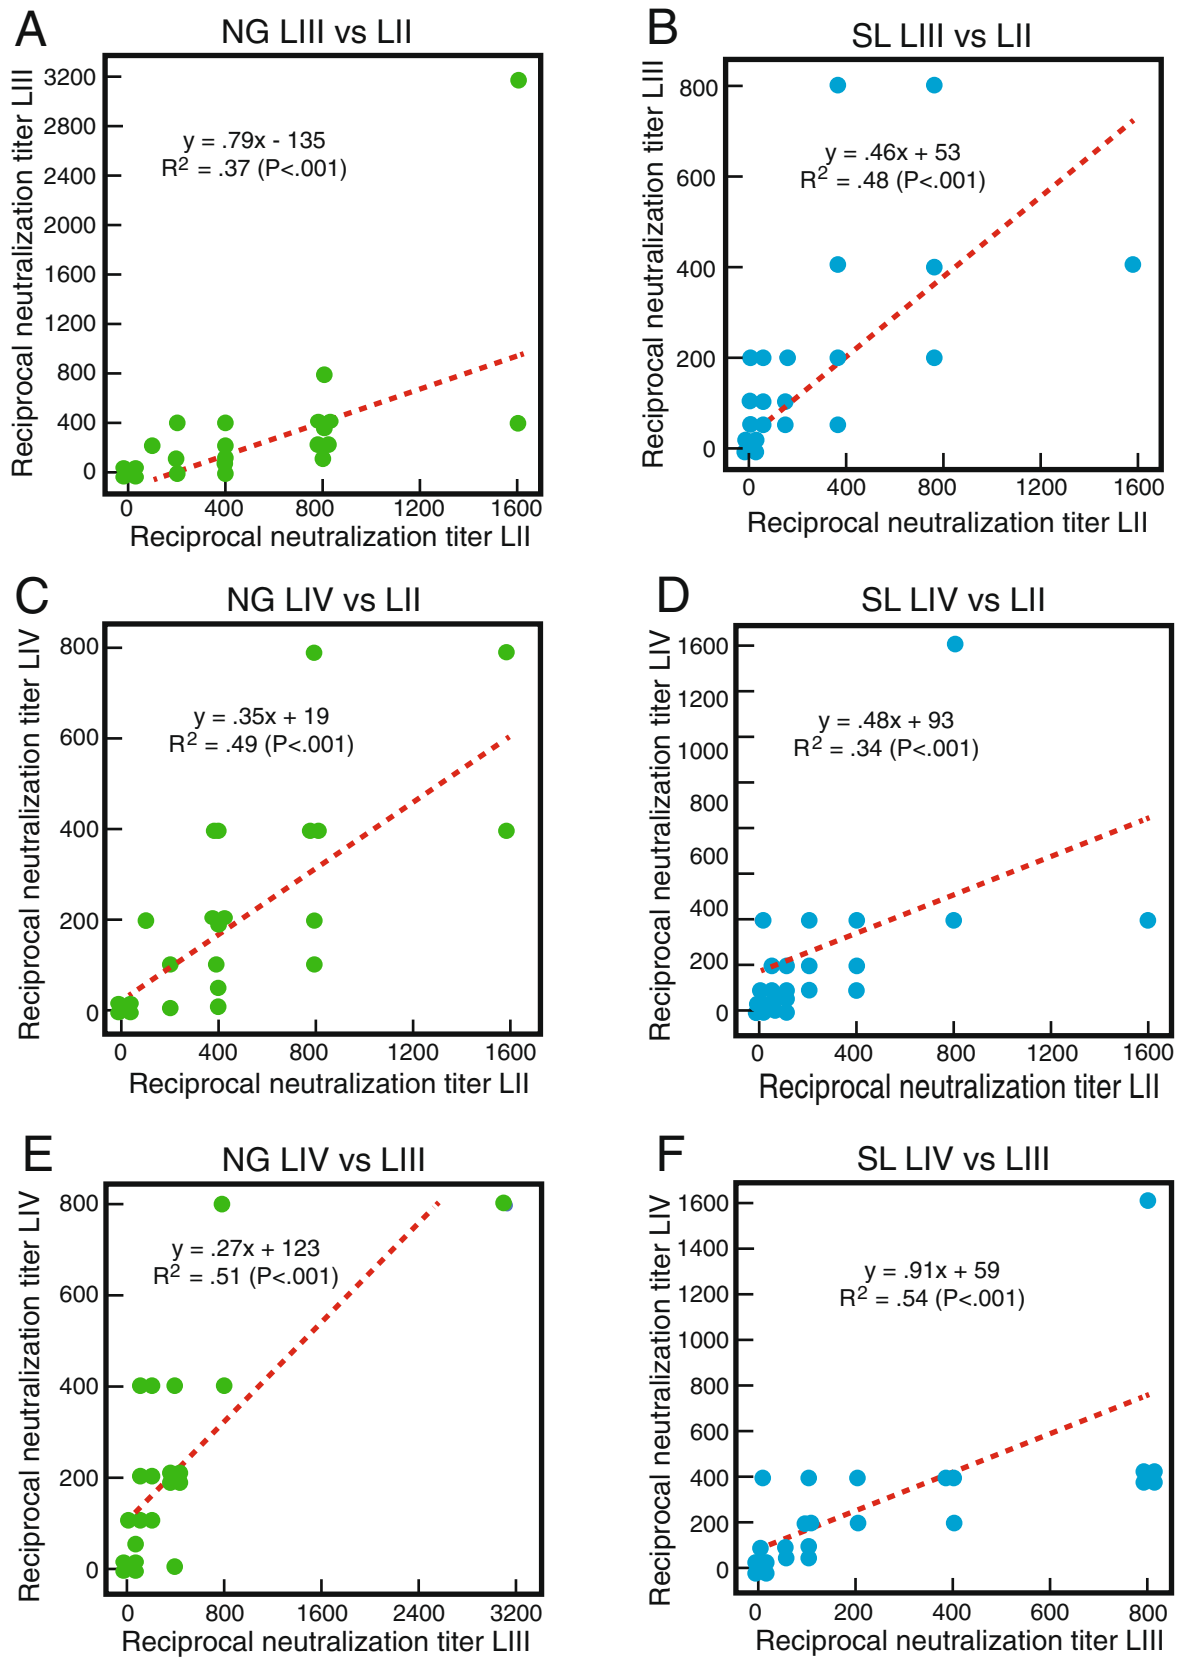 A
NG LIII vs LII
Reciprocal neutralization titer LIII
3200
2800
2400
2000
1600
1200
800
400
0
y = .79x - 135
R2 = .37 (P<.001)
0 400 800 1200 1600
Reciprocal neutralization titer LII
B
SL LIII vs LII
Reciprocal neutralization titer LIII
800
600
400
200
0
y = .46x + 53
R2 = .48 (P<.001)
0 400 800 1200 1600
Reciprocal neutralization titer LII
C
NG LIV vs LII
Reciprocal neutralization titer LIV
800
600
400
200
0
y = .35x + 19
R2 = .49 (P<.001)
0 400 800 1200 1600
Reciprocal neutralization titer LII
D
SL LIV vs LII
Reciprocal neutralization titer LIV
1600
1200
1000
800
600
400
200
0
y = .48x + 93
R2 = .34 (P<.001)
0 400 800 1200 1600
Reciprocal neutralization titer LII
E
NG LIV vs LIII
Reciprocal neutralization titer LIV
800
600
400
200
0
y = .27x + 123
R2 = .51 (P<.001)
0 800 1600 2400 3200
Reciprocal neutralization titer LIII
F
SL LIV vs LIII
Reciprocal neutralization titer LIV
1600
1400
1200
1600
800
600
400
200
0
y = .91x + 59
R2 = .54 (P<.001)
0 200 400 600 800
Reciprocal neutralization titer LIII